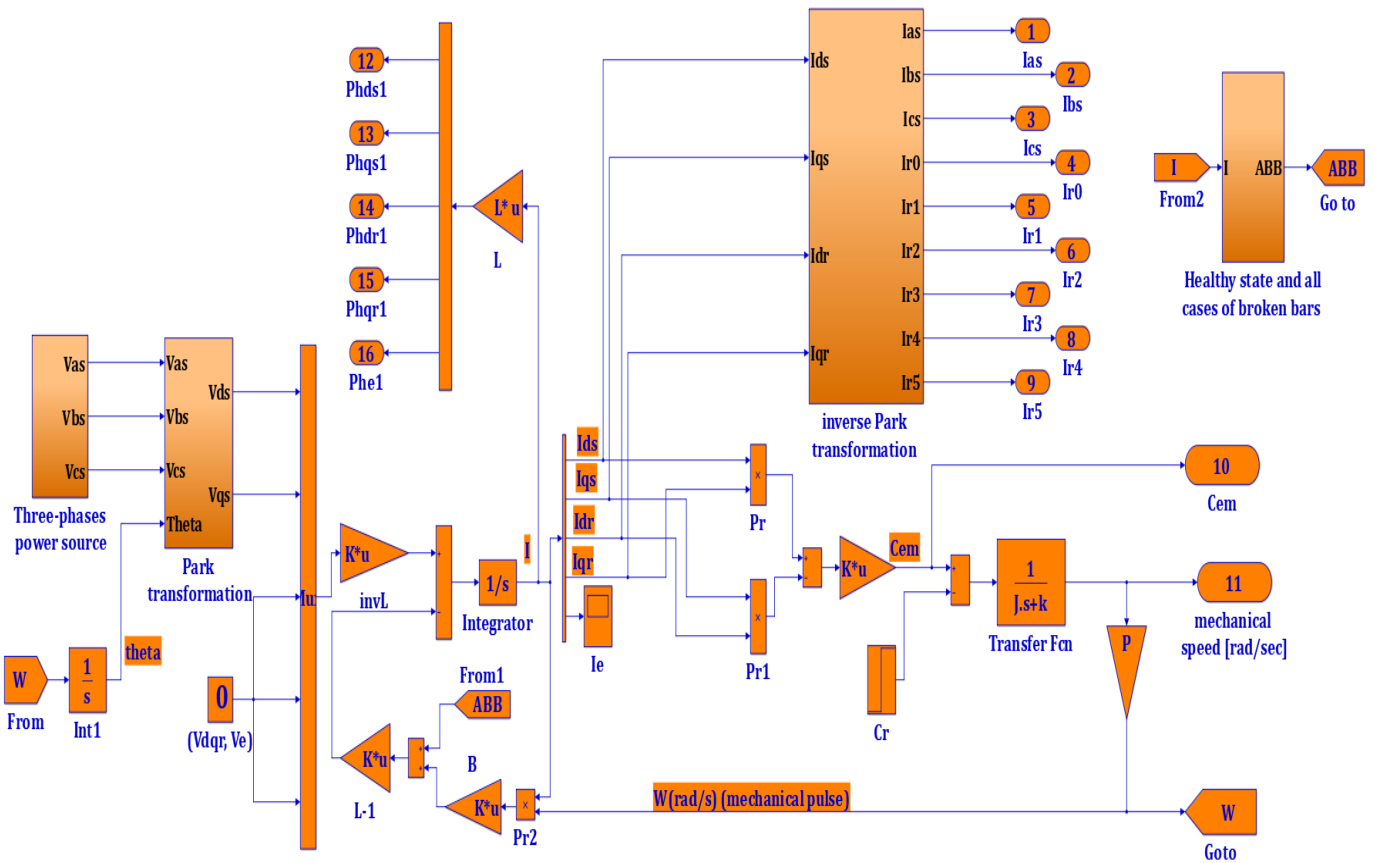 12
Phds1
13
Phqs1
14
Phdr1
15
Phqr1
16
Phe1
L* u
L
Ids
Iqs
Idr
Iqr
Ias
Ibs
Ics
Ir0
Ir1
Ir2
Ir3
Ir4
Ir5
inverse Park
transformation
1
Ias
2
Ibs
3
Ics
4
Ir0
5
Ir1
6
Ir2
7
Ir3
8
Ir4
9
Ir5
I
From2
I
ABB
ABB
Go to
Healthy state and all
cases of broken bars
Vas
Vbs
Vcs
Three-phases
power source
Vas
Vbs
Vcs
Theta
Vds
Vqs
Park
transformation
W
From
1
s
Int1
theta
0
(Vdqr, Ve)
K*u
invL
+
-
1/s
Integrator
I
Ids
Iqs
Idr
Iqr
Ie
x
Pr
x
Pr1
+
-
K*u
Cem
+
-
1
J.s+k
Transfer Fcn
10
Cem
11
mechanical
speed [rad/sec]
P
Cr
From1
ABB
K*u
L-1
+
+
B
K*u
x
Pr2
W(rad/s) (mechanical pulse)
W
Goto